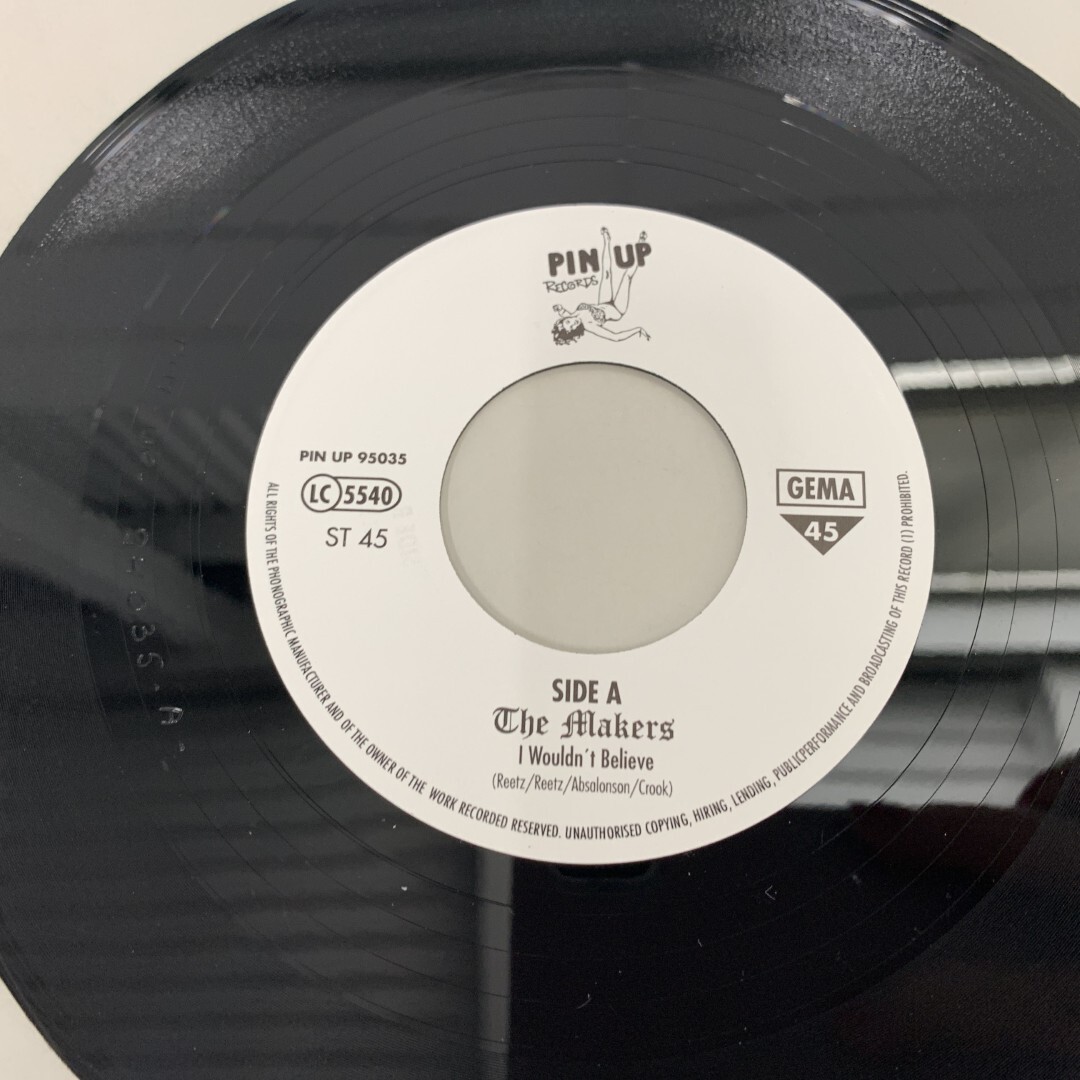 PIN UP
RECORDS
PIN UP 95035
LC 5540
ST 45
GEMA
45
SIDE A
The Makers
I Wouldn´t Believe
(Reetz/Reetz/Absalonson/Crook)
ALL RIGHTS OF THE PHONOGRAPHIC MANUFACTURER AND OF THE OWNER OF THE WORK RECORDED RESERVED. UNAUTHORISED COPYING, HIRING, LENDING, PUBLICPERFORMANCE AND BROADCASTING OF THIS RECORD (1) PROHIBITED.